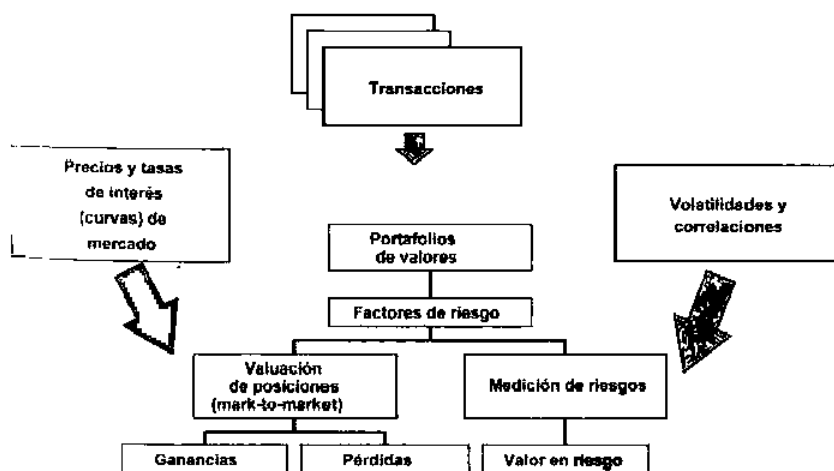 Transacciones
Precios y tasas
de interés
(curvas) de
mercado
Volatilidades y
correlaciones
Portafolios
de valores
Factores de riesgo
Valuación
de posiciones
(mark-to-market)
Medición de riesgos
Ganancias
Pérdidas
Valor en riesgo